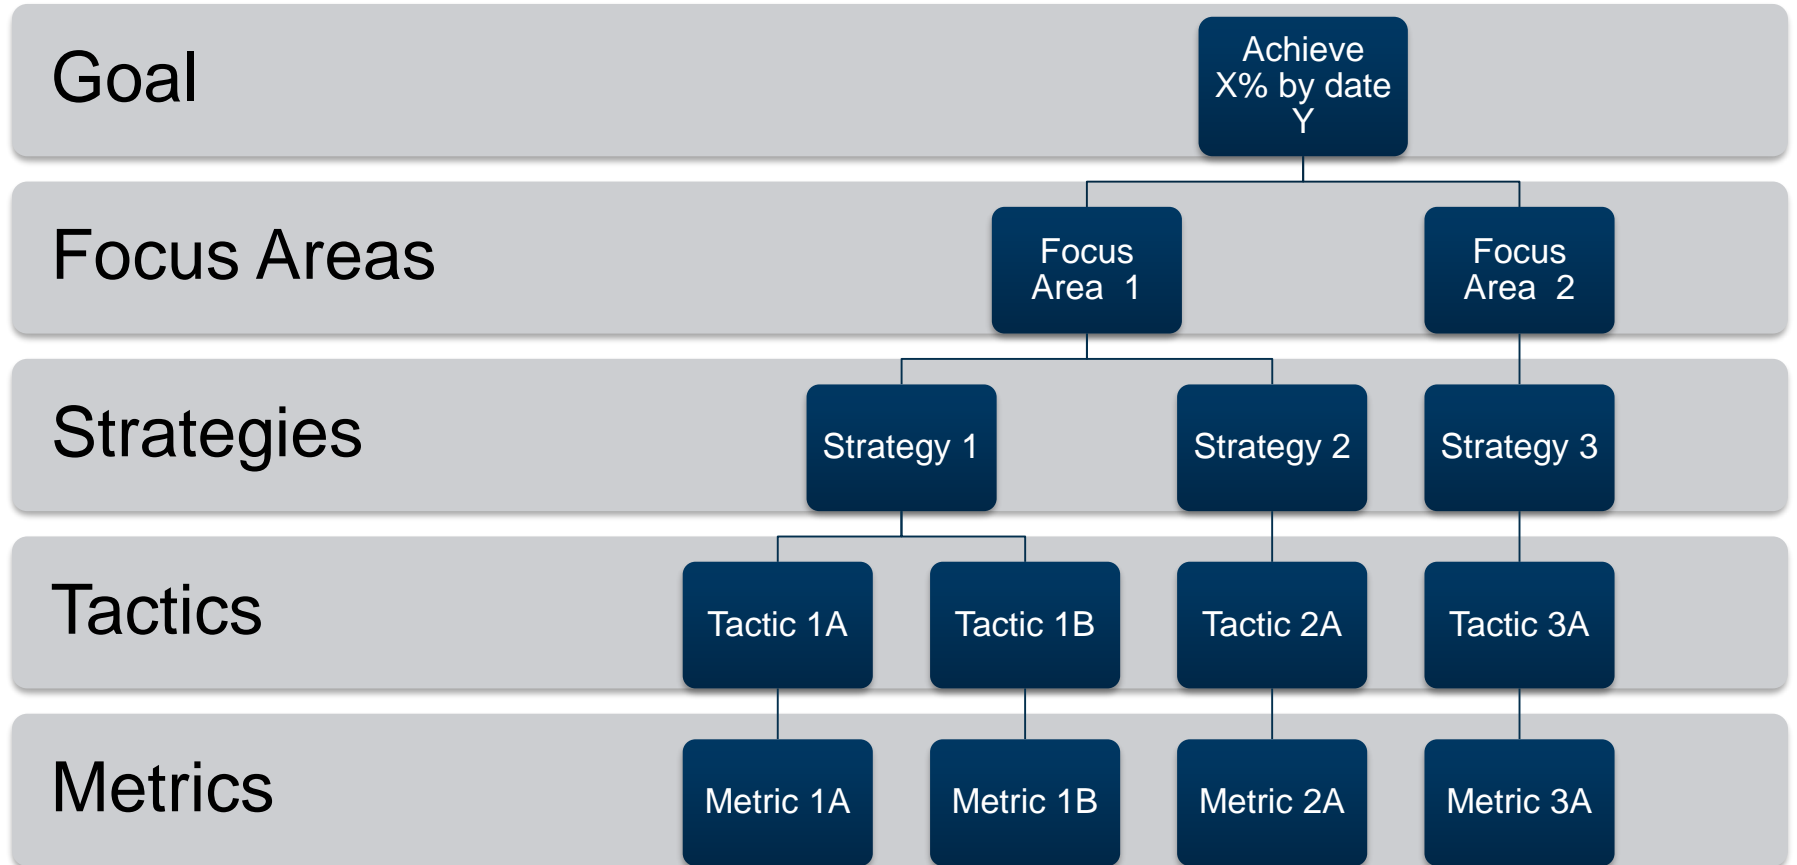 Goal
Achieve
X% by date
Y
Focus Areas
Focus
Area  1
Focus
Area  2
Strategies
Strategy 1
Strategy 2
Strategy 3
Tactics
Tactic 1A
Tactic 1B
Tactic 2A
Tactic 3A
Metrics
Metric 1A
Metric 1B
Metric 2A
Metric 3A